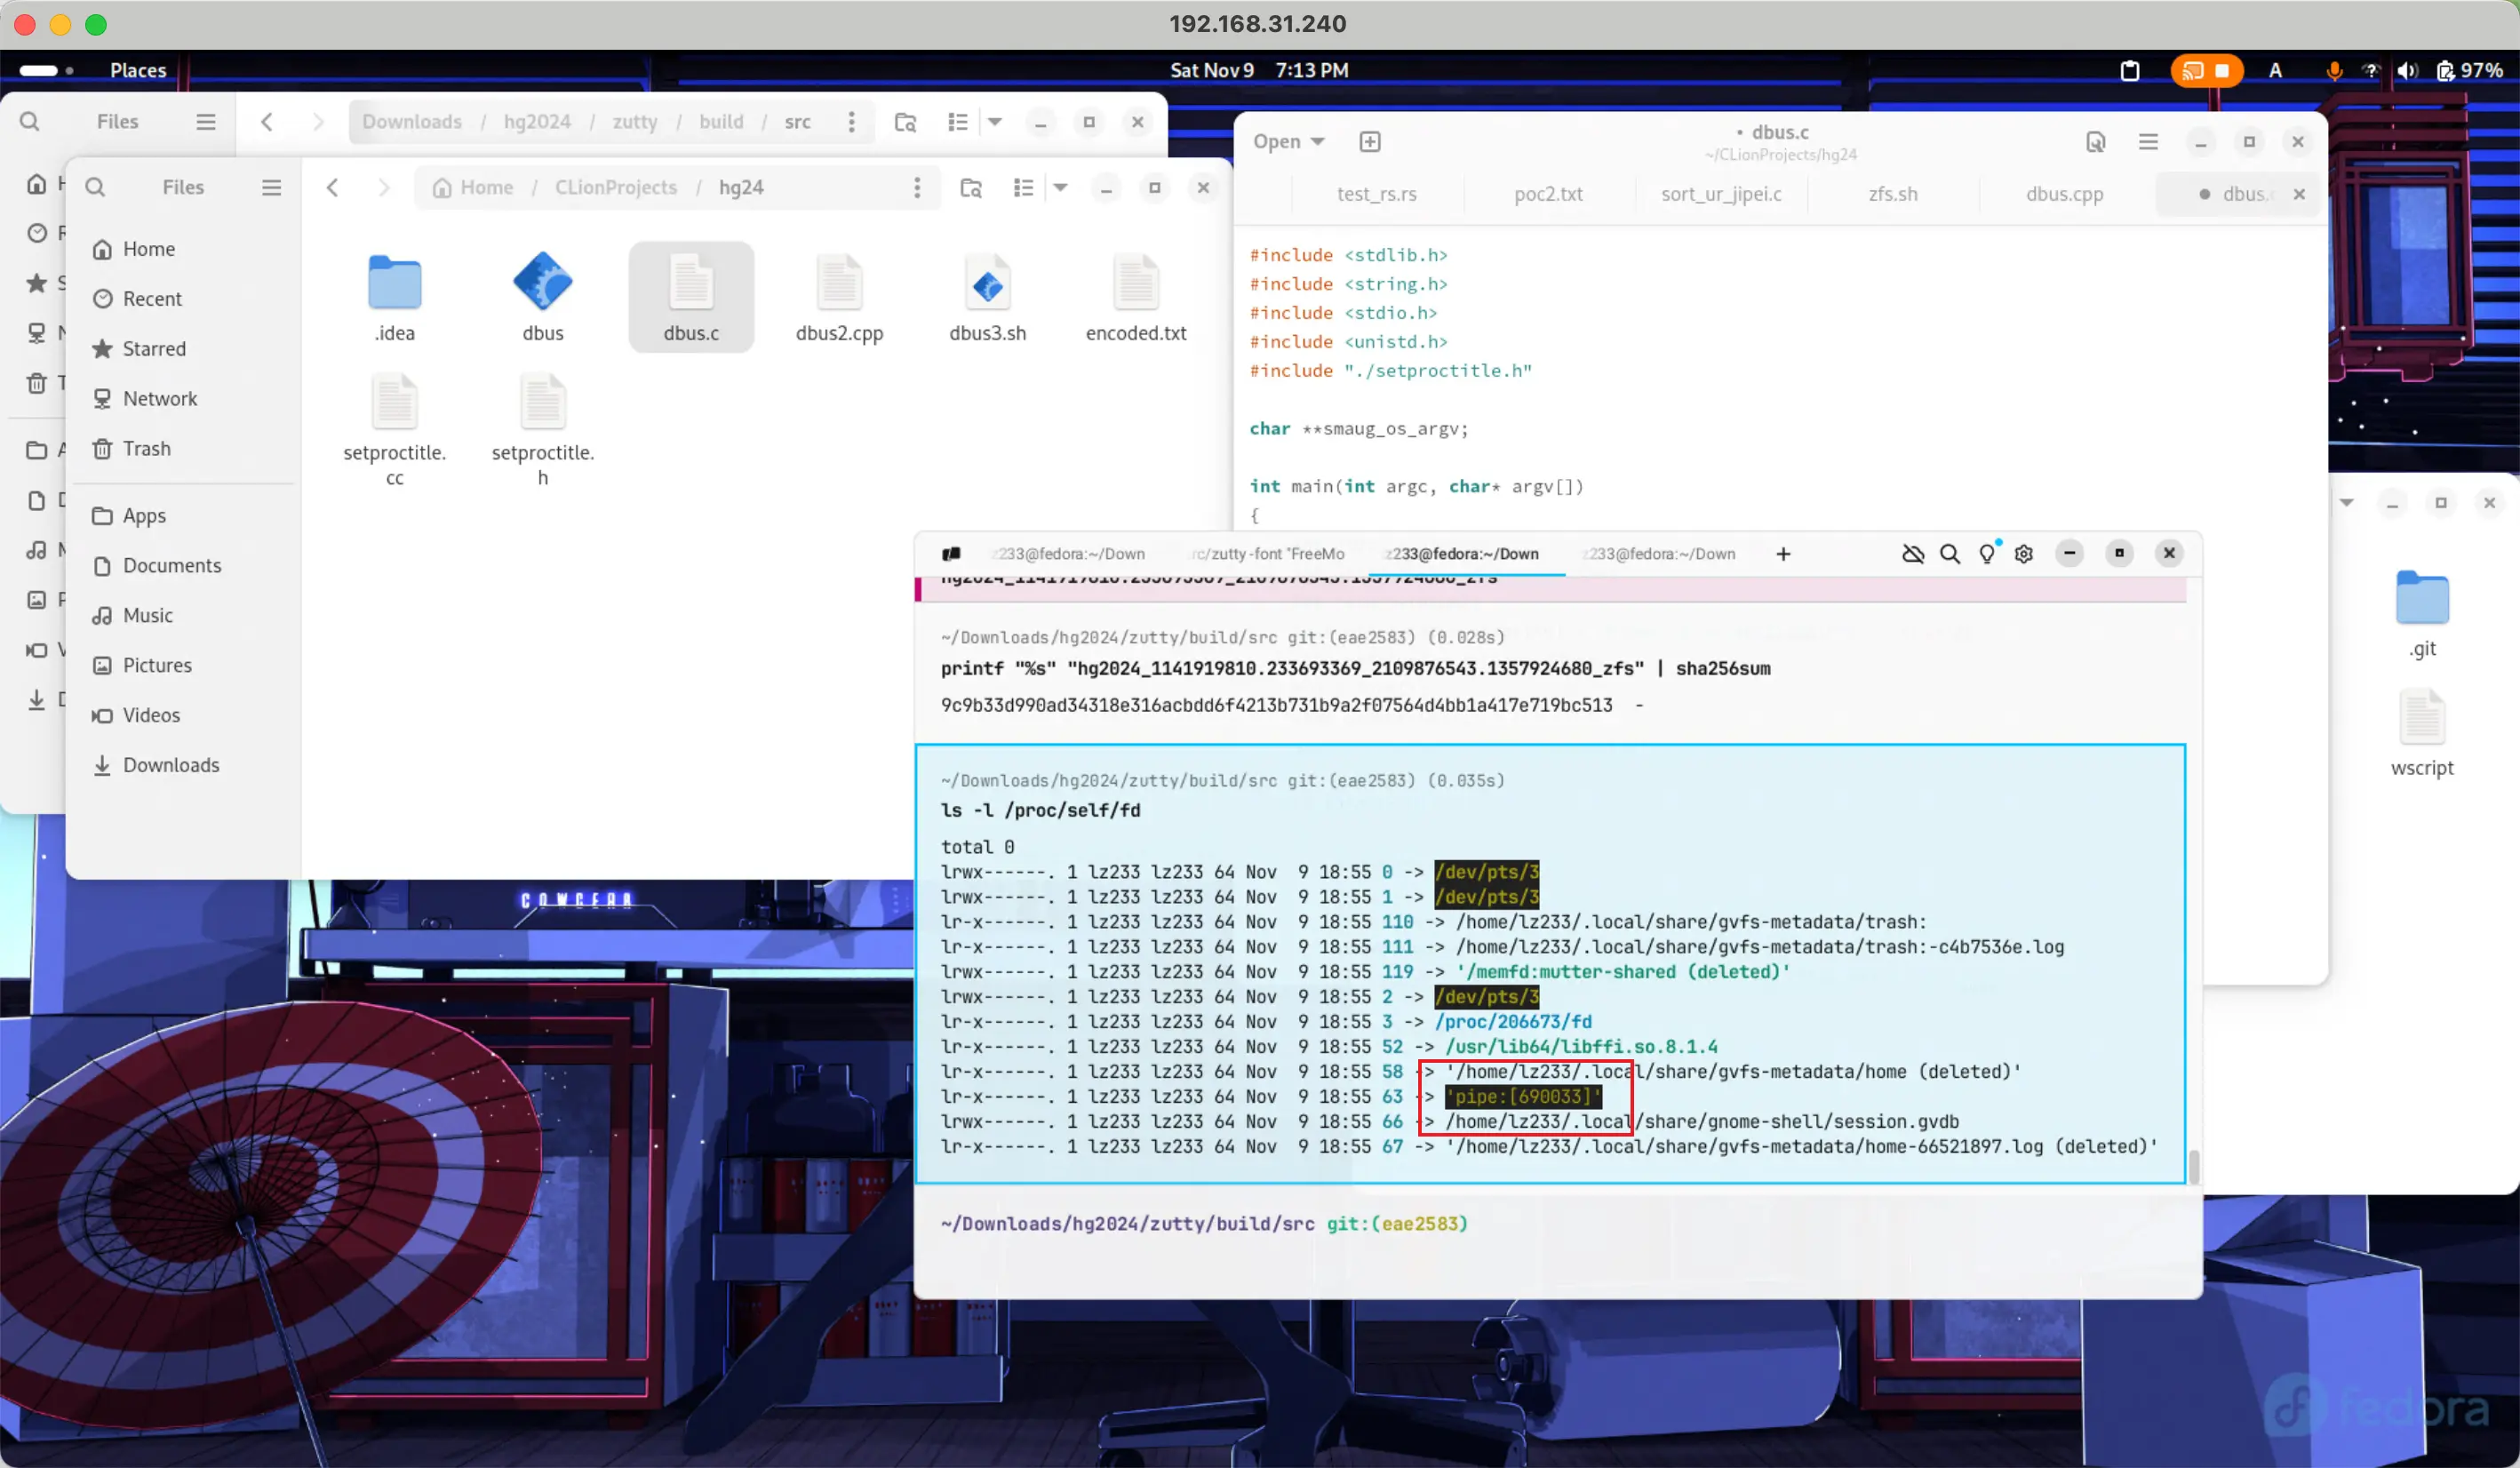 192.168.31.240
Places
Sat Nov 9 7:13 PM
A
97%
Files
Downloads / hg2024 / zutty / build / src
Files
Home / CLionProjects / hg24
Home
Recent
Starred
Network
Trash
Apps
Documents
Music
Pictures
Videos
Downloads
.idea
dbus
dbus.c
dbus2.cpp
dbus3.sh
encoded.txt
setproctitle.
cc
setproctitle.
h
Open
• dbus.c
~/CLionProjects/hg24
test_rs.rs
poc2.txt
sort_ur_jipei.c
zfs.sh
dbus.cpp
dbus.
#include <stdlib.h>
#include <string.h>
#include <stdio.h>
#include <unistd.h>
#include "./setproctitle.h"
char **smaug_os_argv;
int main(int argc, char* argv[])
{
z233@fedora:~/Down
rc/zutty -font "FreeMo
z233@fedora:~/Down
z233@fedora:~/Down
hg2024_1141919810.233693369_2109876543.1357924680_zfs
~/Downloads/hg2024/zutty/build/src git:(eae2583) (0.028s)
printf "%s" "hg2024_1141919810.233693369_2109876543.1357924680_zfs" | sha256sum
9c9b33d990ad34318e316acbdd6f4213b731b9a2f07564d4bb1a417e719bc513  -
~/Downloads/hg2024/zutty/build/src git:(eae2583) (0.035s)
ls -l /proc/self/fd
total 0
lrwx------. 1 lz233 lz233 64 Nov  9 18:55 0 -> /dev/pts/3
lrwx------. 1 lz233 lz233 64 Nov  9 18:55 1 -> /dev/pts/3
lr-x------. 1 lz233 lz233 64 Nov  9 18:55 110 -> /home/lz233/.local/share/gvfs-metadata/trash:
lr-x------. 1 lz233 lz233 64 Nov  9 18:55 111 -> /home/lz233/.local/share/gvfs-metadata/trash:-c4b7536e.log
lrwx------. 1 lz233 lz233 64 Nov  9 18:55 119 -> '/memfd:mutter-shared (deleted)'
lrwx------. 1 lz233 lz233 64 Nov  9 18:55 2 -> /dev/pts/3
lr-x------. 1 lz233 lz233 64 Nov  9 18:55 3 -> /proc/206673/fd
lr-x------. 1 lz233 lz233 64 Nov  9 18:55 52 -> /usr/lib64/libffi.so.8.1.4
lr-x------. 1 lz233 lz233 64 Nov  9 18:55 58 -> '/home/lz233/.local/share/gvfs-metadata/home (deleted)'
lr-x------. 1 lz233 lz233 64 Nov  9 18:55 63 -> 'pipe:[690033]'
lrwx------. 1 lz233 lz233 64 Nov  9 18:55 66 -> /home/lz233/.local/share/gnome-shell/session.gvdb
lr-x------. 1 lz233 lz233 64 Nov  9 18:55 67 -> '/home/lz233/.local/share/gvfs-metadata/home-66521897.log (deleted)'
~/Downloads/hg2024/zutty/build/src git:(eae2583)
.git
wscript
COWGEAR
fedora